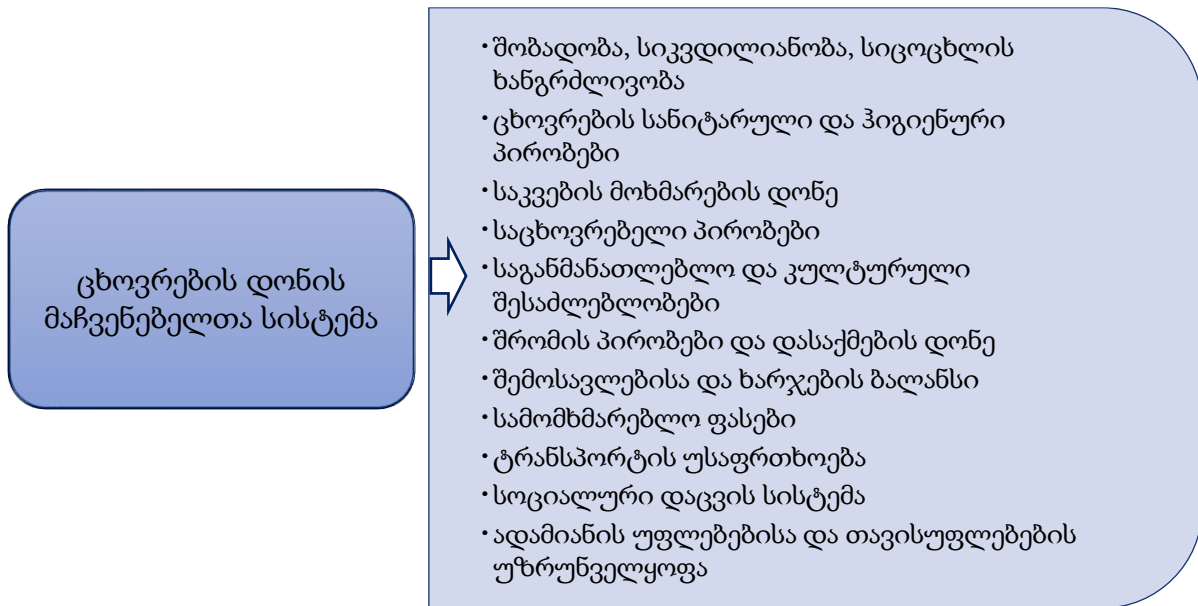 ცხოვრების დონის
მაჩვენებელთა სისტემა
• შობადობა, სიკვდილიანობა, სიცოცხლის
ხანგრძლივობა
• ცხოვრების სანიტარული და ჰიგიენური
პირობები
• საკვების მოხმარების დონე
• საცხოვრებელი პირობები
• საგანმანათლებლო და კულტურული
შესაძლებლობები
• შრომის პირობები და დასაქმების დონე
• შემოსავლებისა და ხარჯების ბალანსი
• სამომხმარებლო ფასები
• ტრანსპორტის უსაფრთხოება
• სოციალური დაცვის სისტემა
• ადამიანის უფლებებისა და თავისუფლებების
უზრუნველყოფა